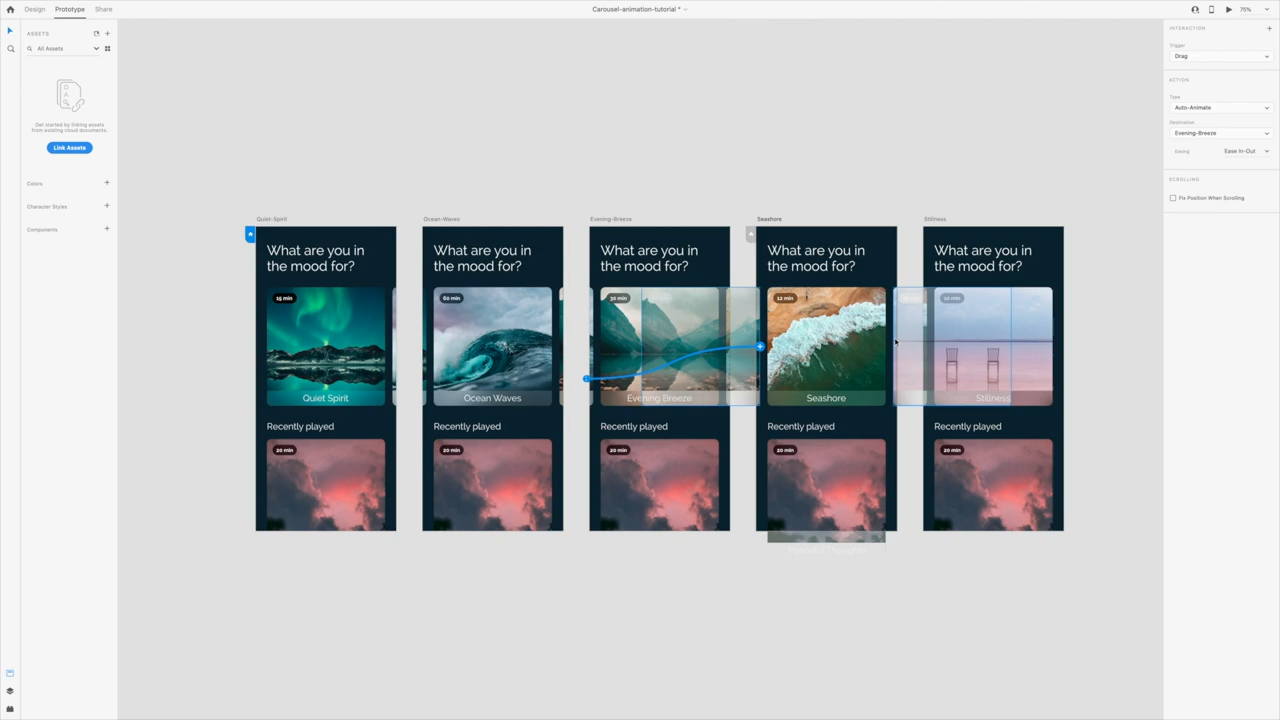 Design Prototype Share
Carousel-animation-tutorial *
75%
ASSETS
All Assets
Get started by linking assets
from existing cloud documents.
Link Assets
Colors
Character Styles
Components
INTERACTION
Trigger
Drag
ACTION
Type
Auto-Animate
Destination
Evening-Breeze
Easing
Ease In-Out
SCROLLING
Fix Position When Scrolling
Quiet-Spirit
What are you in
the mood for?
15 min
Quiet Spirit
Recently played
20 min
Ocean-Waves
What are you in
the mood for?
60 min
Ocean Waves
Recently played
20 min
Evening-Breeze
What are you in
the mood for?
30 min
Evening Breeze
Recently played
20 min
Seashore
What are you in
the mood for?
12 min
Seashore
Recently played
20 min
Peaceful Thoughts
Stillness
What are you in
the mood for?
10 min
Stillness
Recently played
20 min